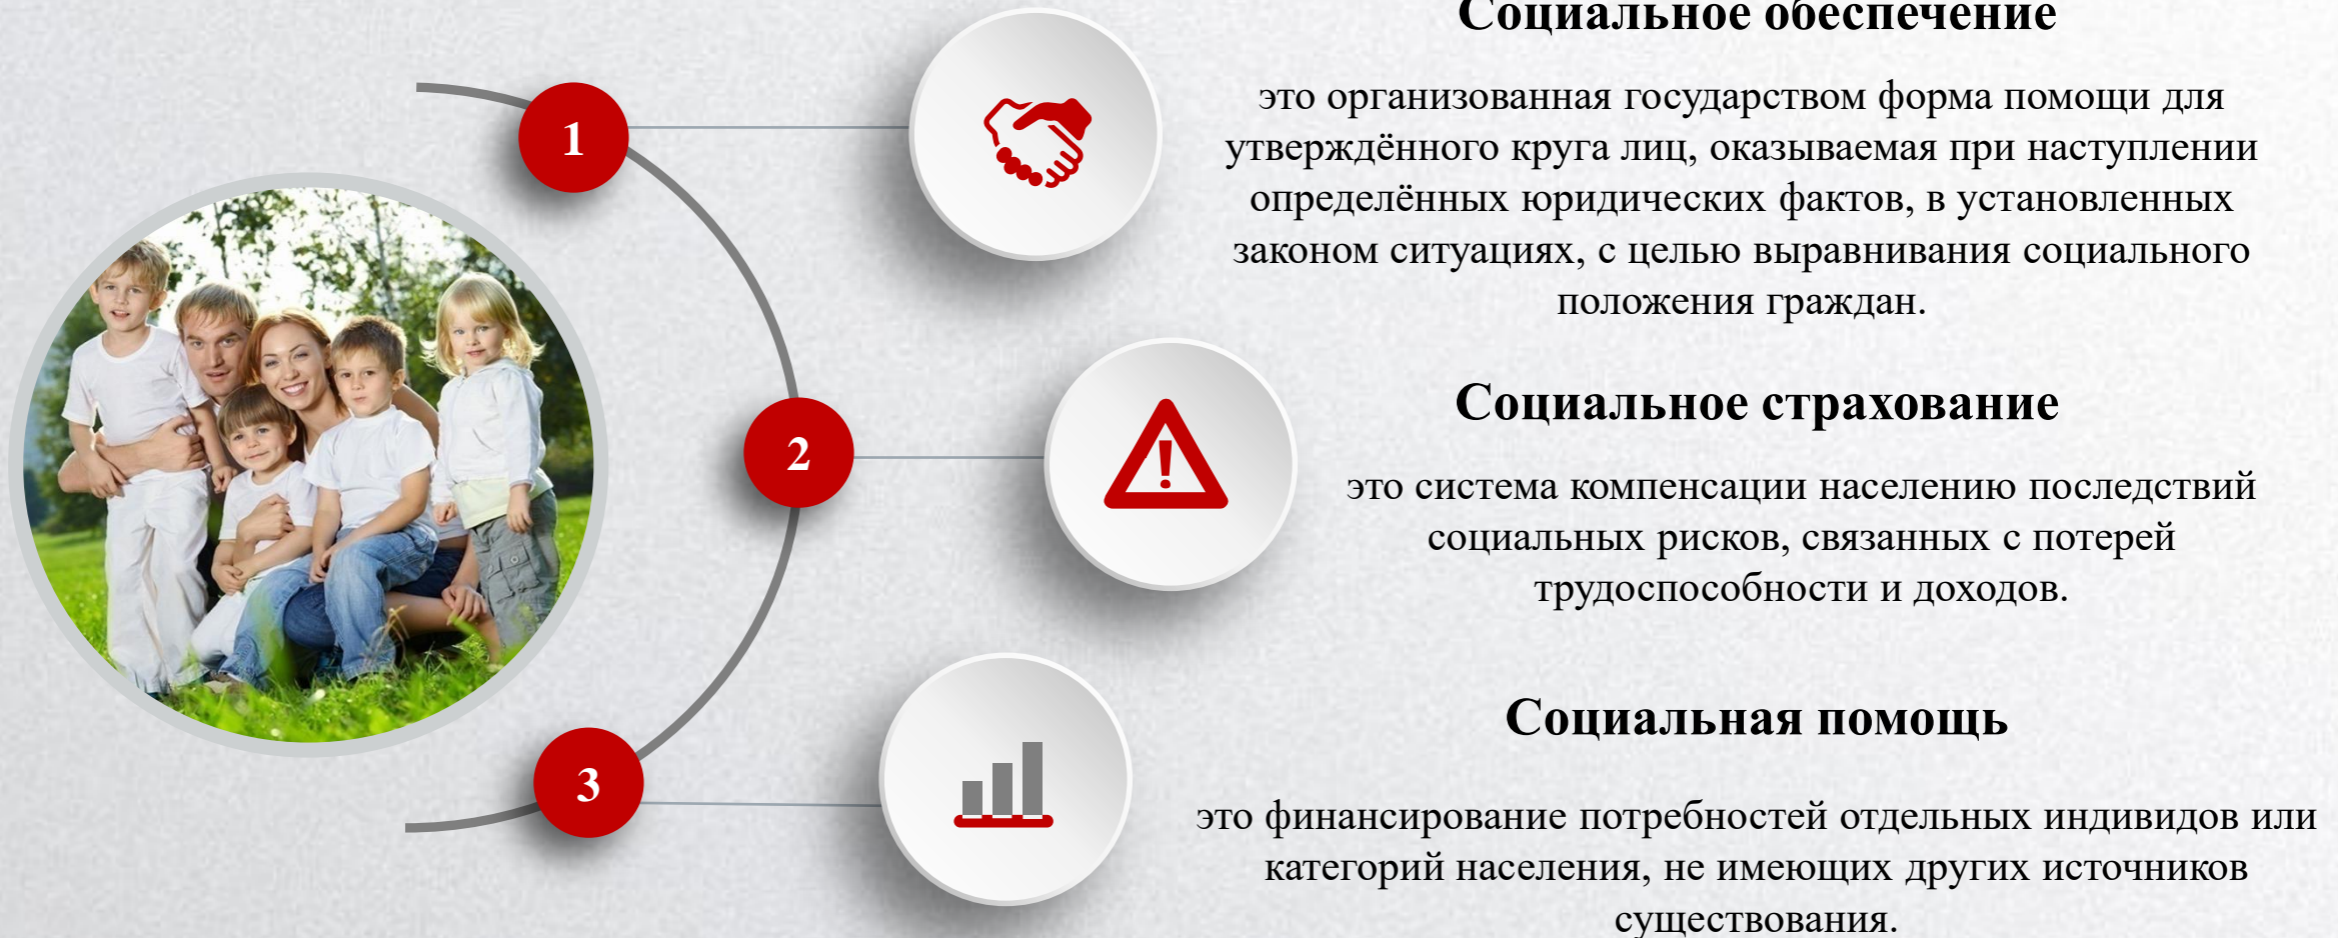 Социальное обеспечение
1
это организованная государством форма помощи для
утверждённого круга лиц, оказываемая при наступлении
определённых юридических фактов, в установленных
законом ситуациях, с целью выравнивания социального
положения граждан.
Социальное страхование
2
это система компенсации населению последствий
социальных рисков, связанных с потерей
трудоспособности и доходов.
Социальная помощь
3
это финансирование потребностей отдельных индивидов или
категорий населения, не имеющих других источников
существования.